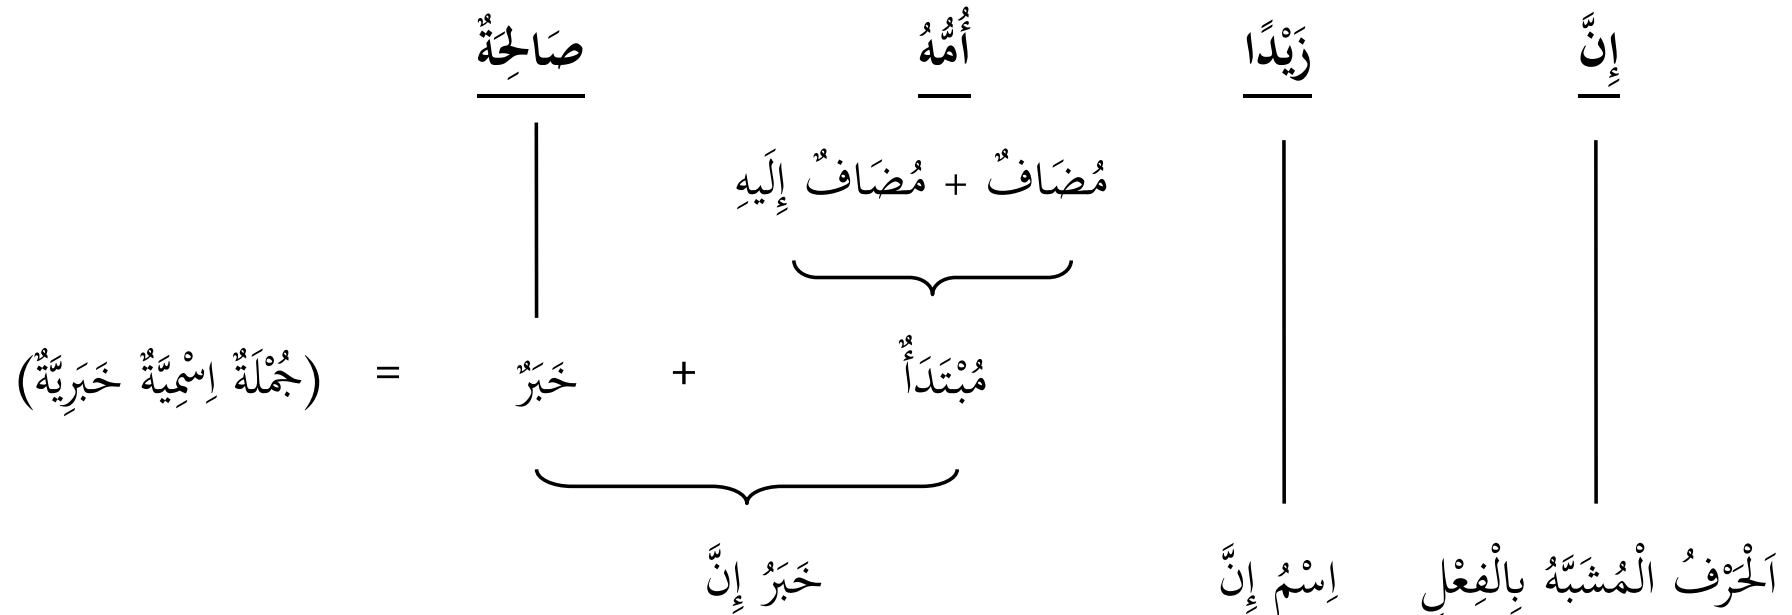 إِنَّ زَيْدًا أُمُّهُ صَالِحَةٌ
مُضَافٌ + مُضَافٌ إِلَيهِ
مُبْتَدَأٌ + خَبَرٌ = (جُمْلَةٌ اِسْمِيَّةٌ خَبَرِيَّةٌ)
اَلْحَرْفُ الْمُشَبَّهُ بِالْفِعْلِ اِسْمُ إِنَّ خَبَرُ إِنَّ